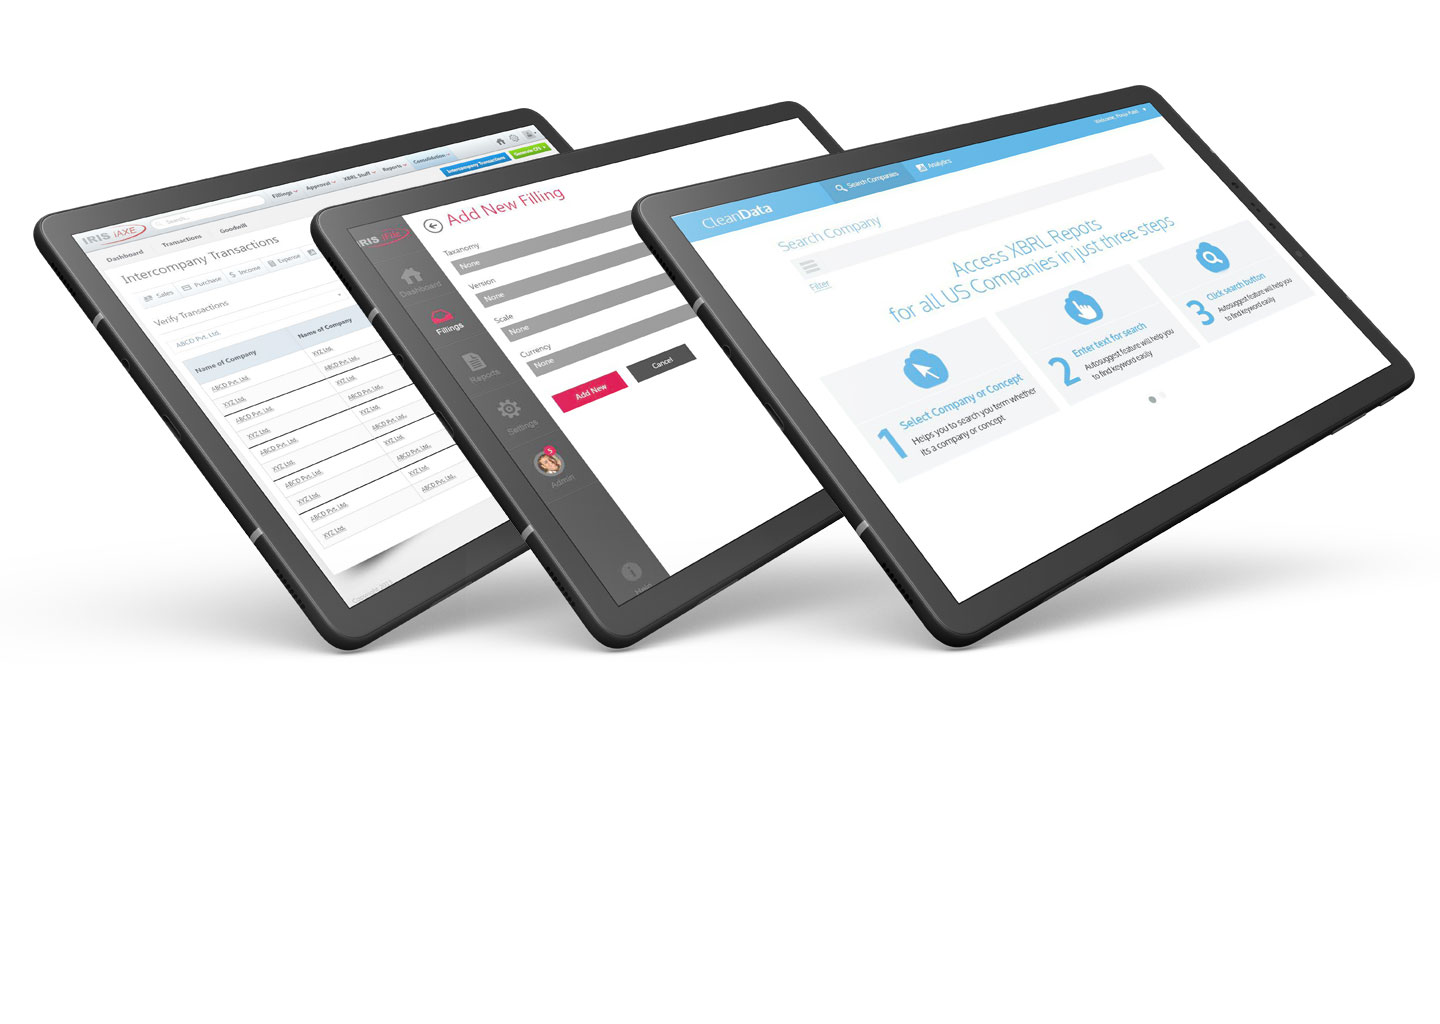 IRIS iAXE
Search...
Fillings
Approval
XBRL Stuff
Reports
Consolidation
Dashboard
Transactions
Goodwill
Intercompany Transactions
Generate CFS
Intercompany Transactions
Sales
Purchase
$ Income
Expense
Verify Transactions
ABCD Pvt. Ltd.
Name of Company
Name of Company
ABCD Pvt. Ltd.
XYZ Ltd.
XYZ Ltd.
ABCD Pvt. Ltd.
ABCD Pvt. Ltd.
XYZ Ltd.
XYZ Ltd.
ABCD Pvt. Ltd.
ABCD Pvt. Ltd.
XYZ Ltd.
XYZ Ltd.
ABCD Pvt. Ltd.
ABCD Pvt. Ltd.
XYZ Ltd.
XYZ Ltd.
ABCD Pvt. Ltd.
ABCD Pvt. Ltd.
XYZ Ltd.
XYZ Ltd.
ABCD Pvt. Ltd.
IRIS iFile
Dashboard
Fillings
Reports
Settings
5
Admin
Help
Add New Filling
Taxanomy
None
Version
None
Scale
None
Currency
None
Add New
Cancel
CleanData
Search Companies
Analytics
Welcome, Pooja Patil
Search Company
Filter
Access XBRL Repots
for all US Companies in just three steps
1 Select Company or Concept
Helps you to search you term whether
its a company or concept
2 Enter text for search
Autosuggest feature will help you
to find keyword easily
3 Click search button
Autosuggest feature will help you
to find keyword easily